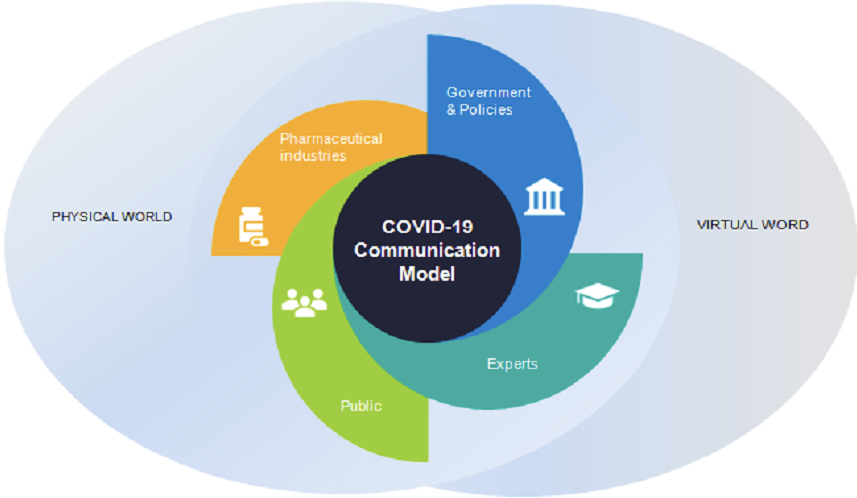 Government
& Policies
Pharmaceutical
industries
PHYSICAL WORLD
COVID-19
Communication
Model
VIRTUAL WORD
Experts
Public